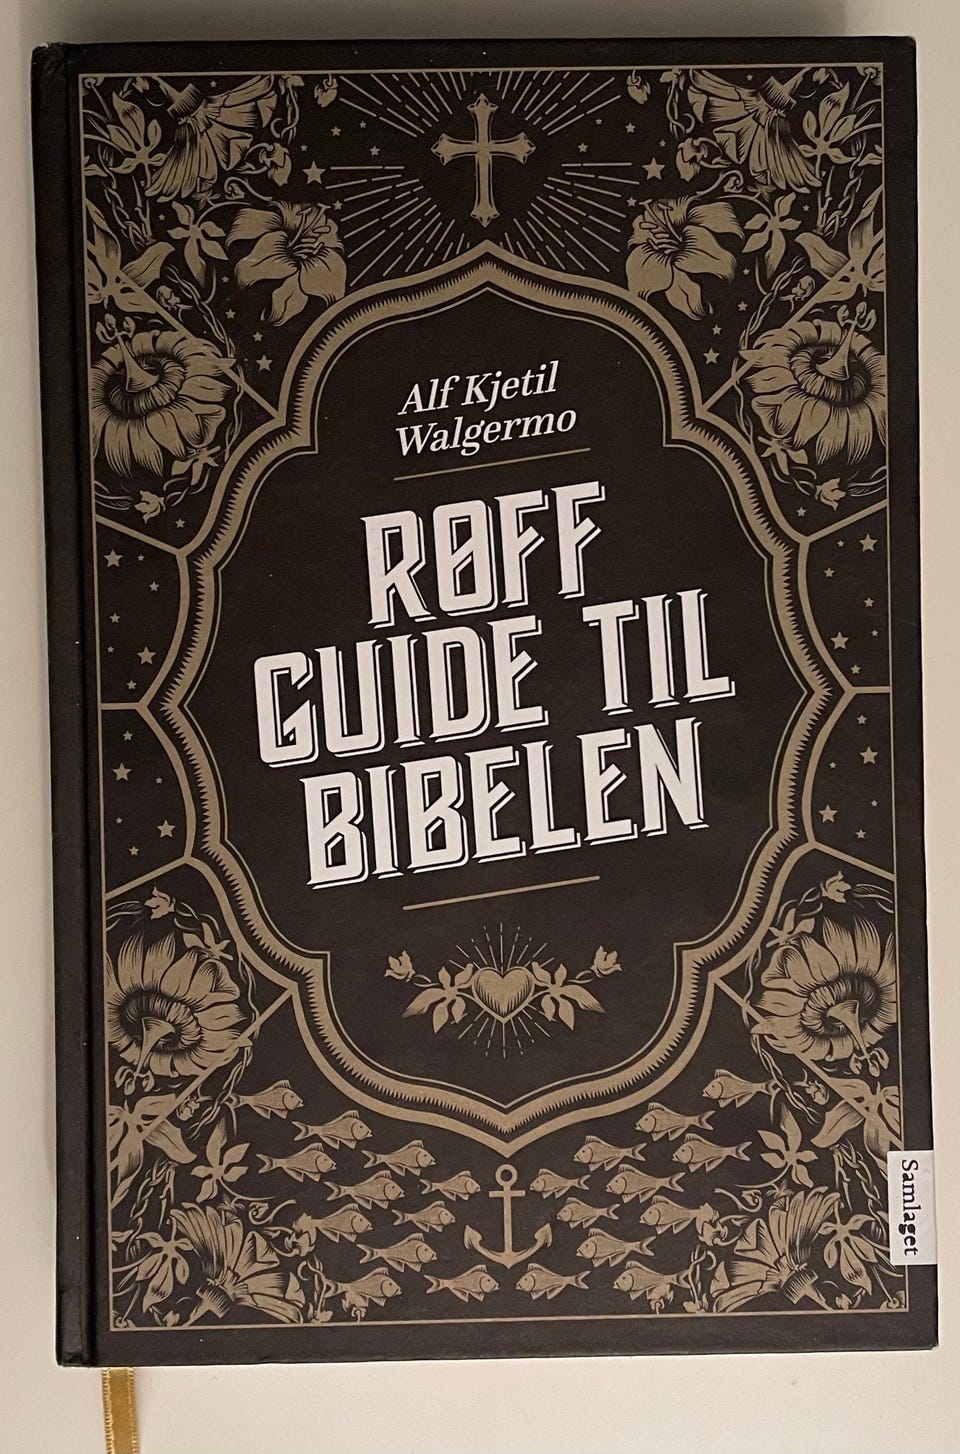 Alf Kjetil
Walgermo
RØFF
GUIDE TIL
BIBELEN
Samlaget